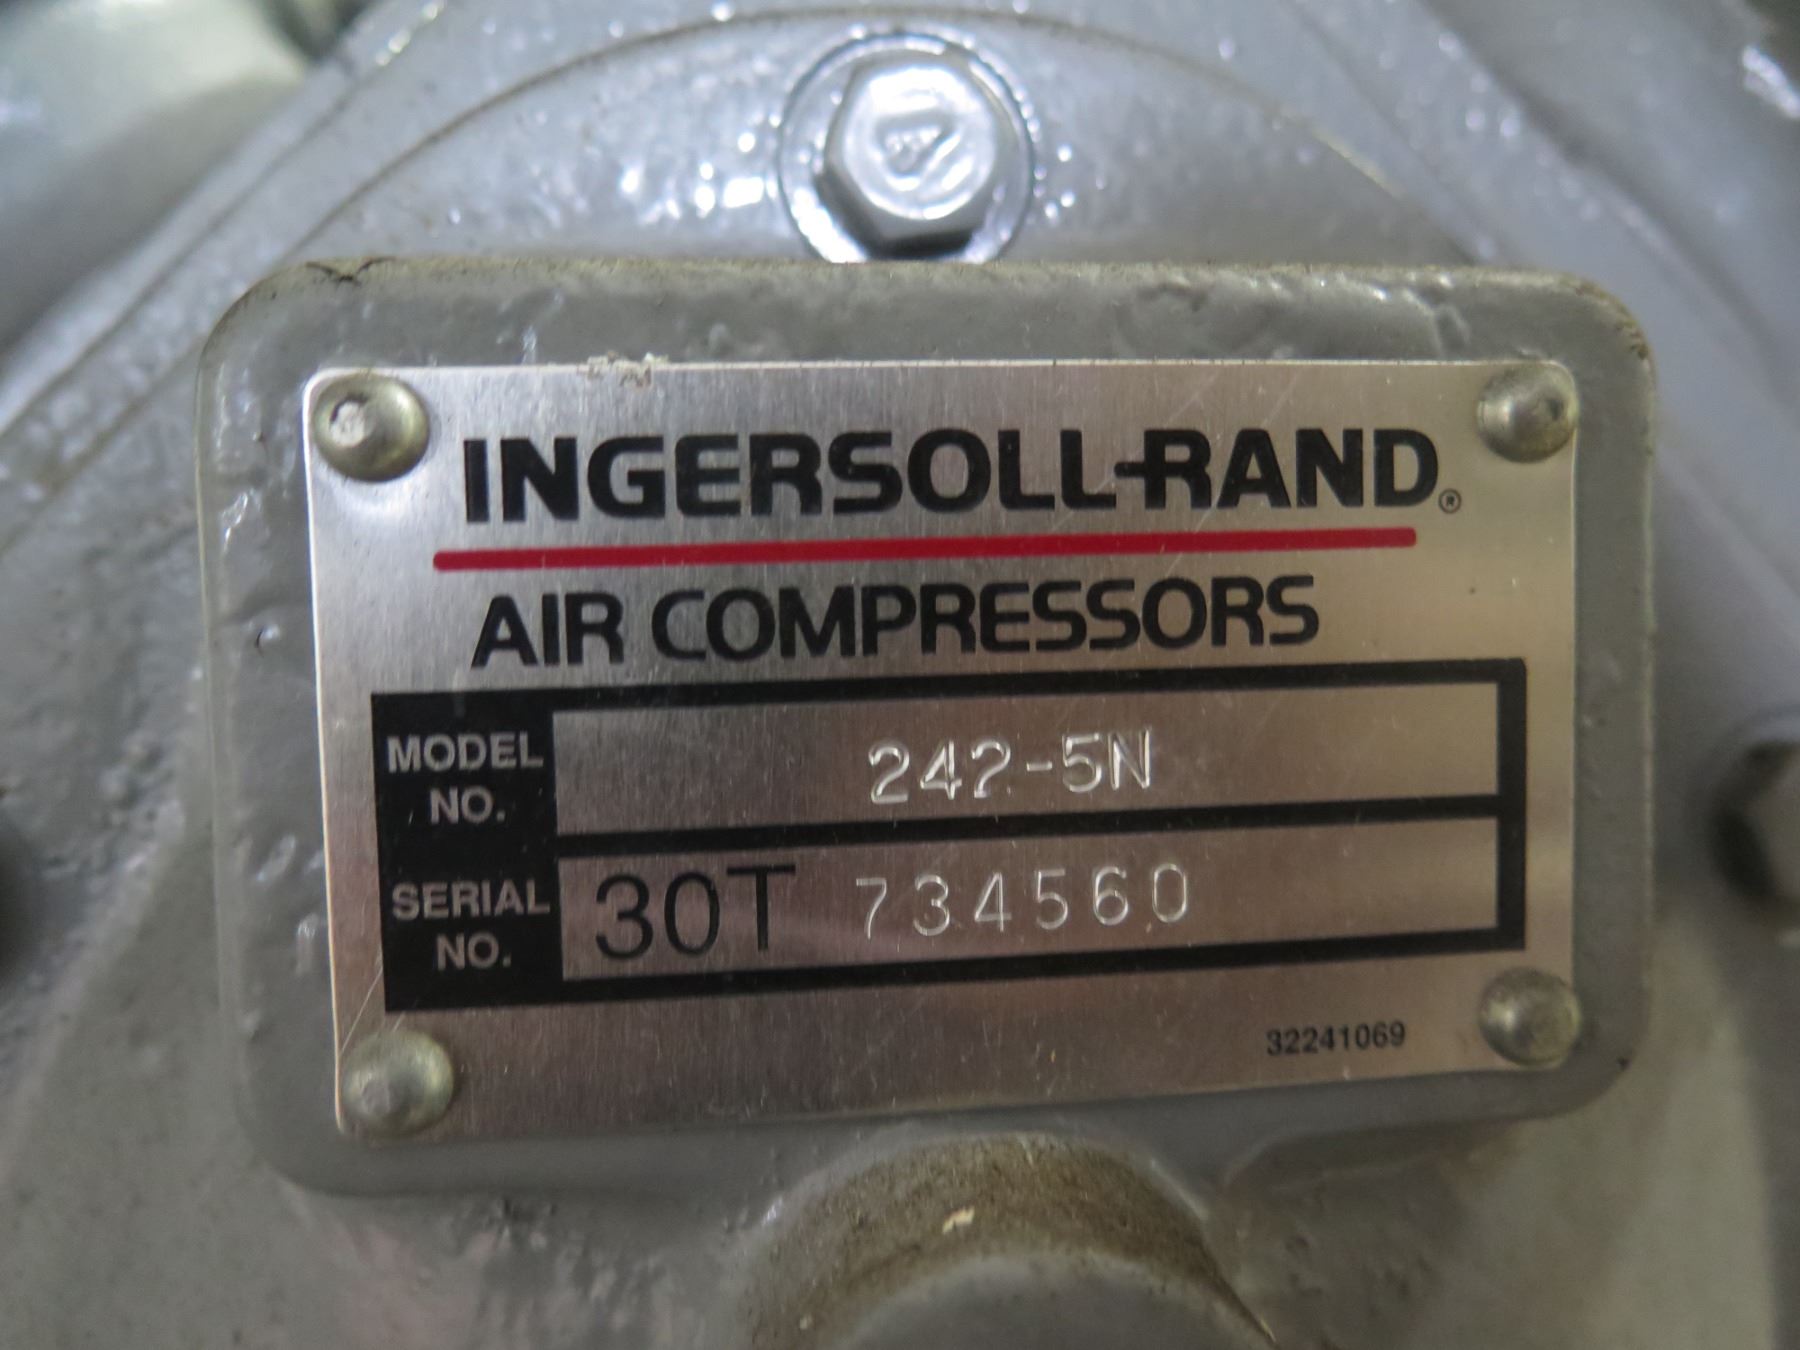 INGERSOLL-RAND®
AIR COMPRESSORS
MODEL NO. 242-5N
SERIAL NO. 30T 734560
32241069